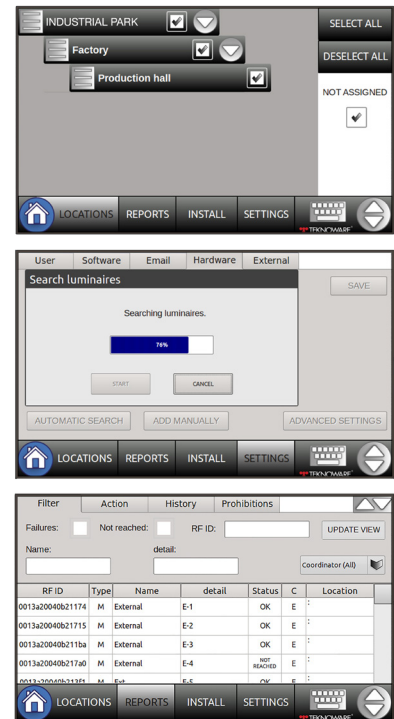 INDUSTRIAL PARK
SELECT ALL
Factory
DESELECT ALL
Production hall
NOT ASSIGNED
LOCATIONS REPORTS INSTALL SETTINGS
TEKNOWARE
User Software Email Hardware External
Search luminaires
SAVE
Searching luminaires.
76%
START CANCEL
AUTOMATIC SEARCH ADD MANUALLY ADVANCED SETTINGS
LOCATIONS REPORTS INSTALL SETTINGS
TEKNOWARE
Filter Action History Prohibitions
Failures: Not reached: RF ID: UPDATE VIEW
Name: detail:
Coordinator (All)
RF ID Type Name detail Status C Location
0013a20040b21174 M External E-1 OK E :
0013a20040b21715 M External E-2 OK E :
0013a20040b211ba M External E-3 OK E :
0013a20040b217a0 M External E-4 NOT REACHED E :
0013a20040b213f1 M Ext E-5 OK E
LOCATIONS REPORTS INSTALL SETTINGS
TEKNOWARE